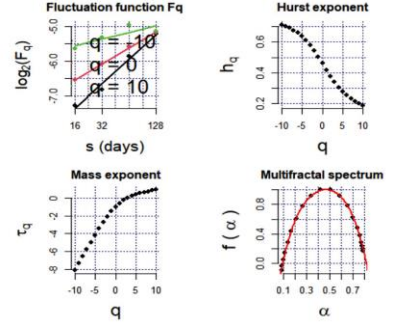 Fluctuation function Fq
-5.0
-6.0
-7.0
log₂(Fq)
q = -10
q = 0
q = 10
16 32 128
s (days)
Hurst exponent
0.6
0.4
0.2
hq
-10 -5 0 5 10
q
Mass exponent
0
-2
-4
-6
-8
τq
-10 -5 0 5 10
q
Multifractal spectrum
0.8
0.4
0.0
f ( α )
0.1 0.3 0.5 0.7
α